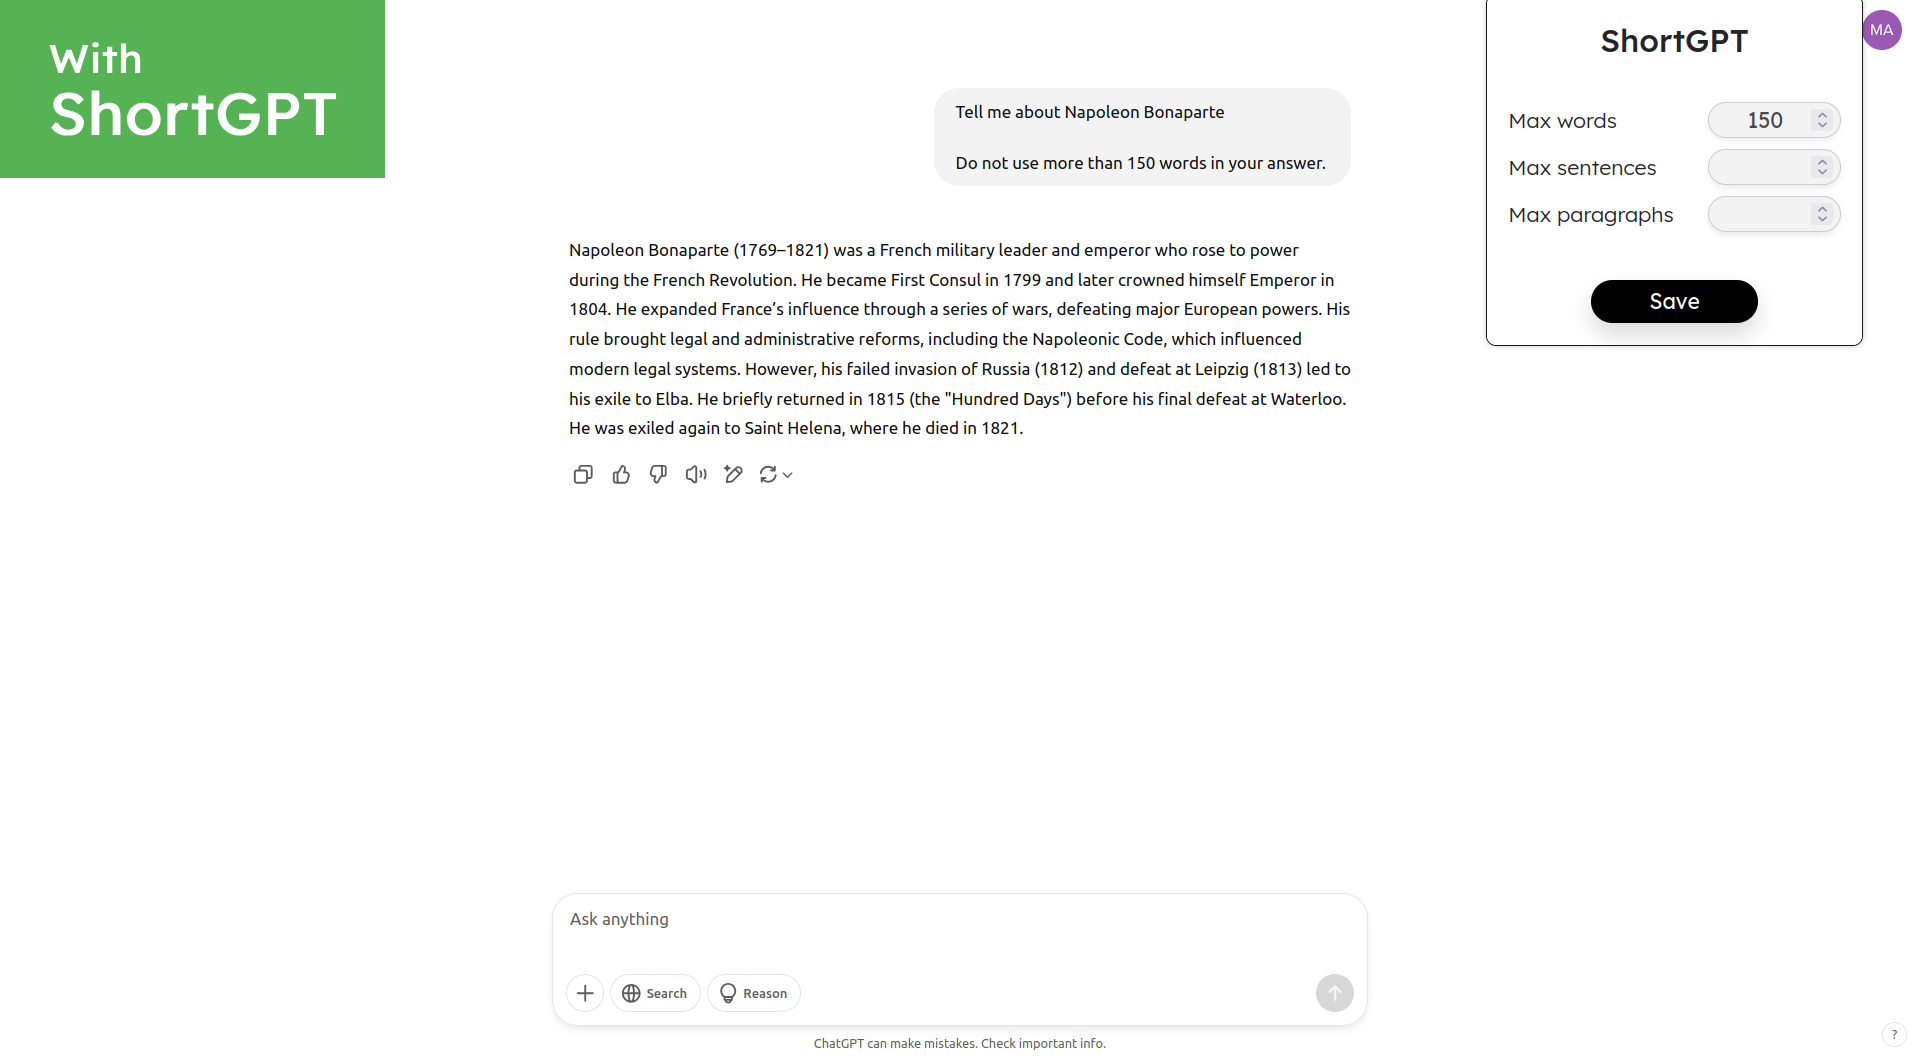 With
ShortGPT
Tell me about Napoleon Bonaparte
Do not use more than 150 words in your answer.
Napoleon Bonaparte (1769–1821) was a French military leader and emperor who rose to power
during the French Revolution. He became First Consul in 1799 and later crowned himself Emperor in
1804. He expanded France’s influence through a series of wars, defeating major European powers. His
rule brought legal and administrative reforms, including the Napoleonic Code, which influenced
modern legal systems. However, his failed invasion of Russia (1812) and defeat at Leipzig (1813) led to
his exile to Elba. He briefly returned in 1815 (the "Hundred Days") before his final defeat at Waterloo.
He was exiled again to Saint Helena, where he died in 1821.
ShortGPT
MA
Max words 150
Max sentences
Max paragraphs
Save
Ask anything
Search
Reason
ChatGPT can make mistakes. Check important info.
?